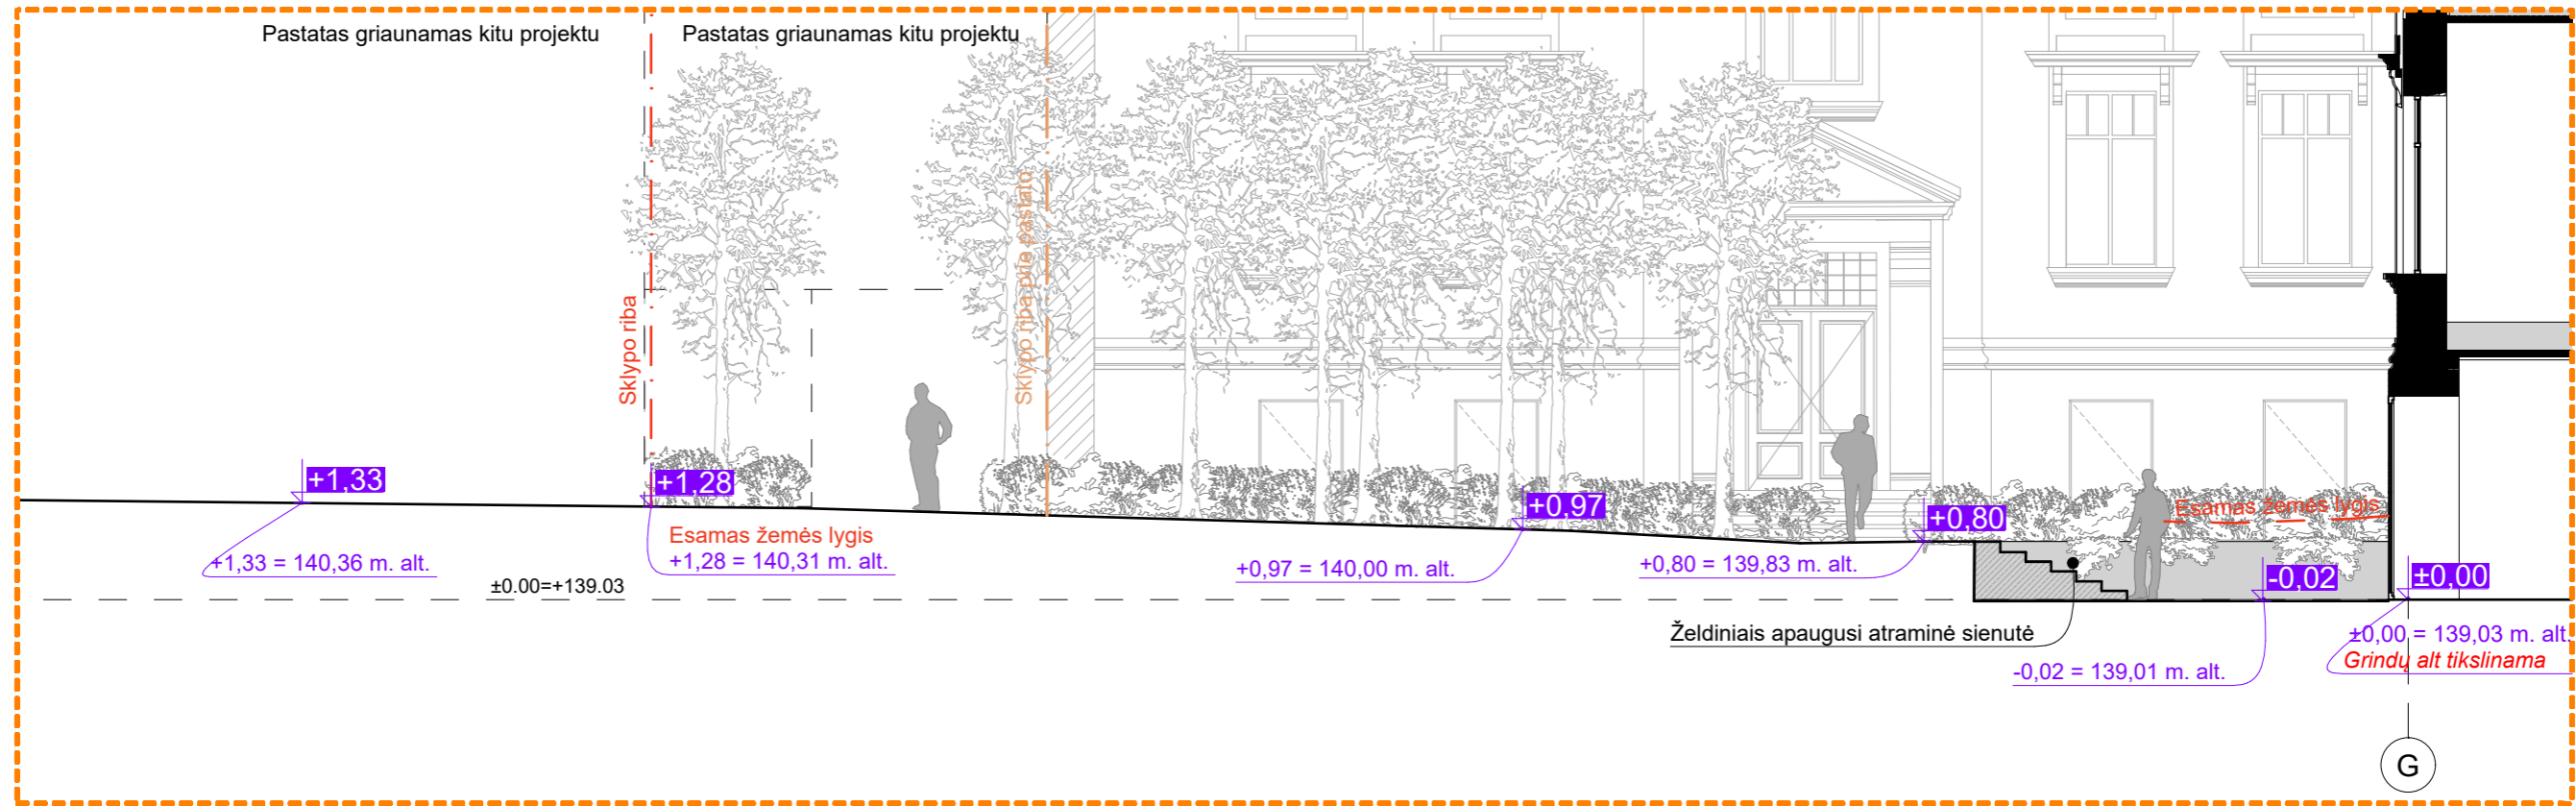 Pastatas griaunamas kitu projektu
Pastatas griaunamas kitu projektu
Sklypo riba
Sklypo riba prie pastato
+1,33
+1,28
+0,97
+0,80
Esamas žemės lygis
-0,02
±0,00
Esamas žemės lygis
+1,33 = 140,36 m. alt.
+1,28 = 140,31 m. alt.
+0,97 = 140,00 m. alt.
+0,80 = 139,83 m. alt.
±0.00=+139.03
Želdiniais apaugusi atraminė sienutė
±0,00 = 139,03 m. alt.
Grindų alt tikslinama
-0,02 = 139,01 m. alt.
G